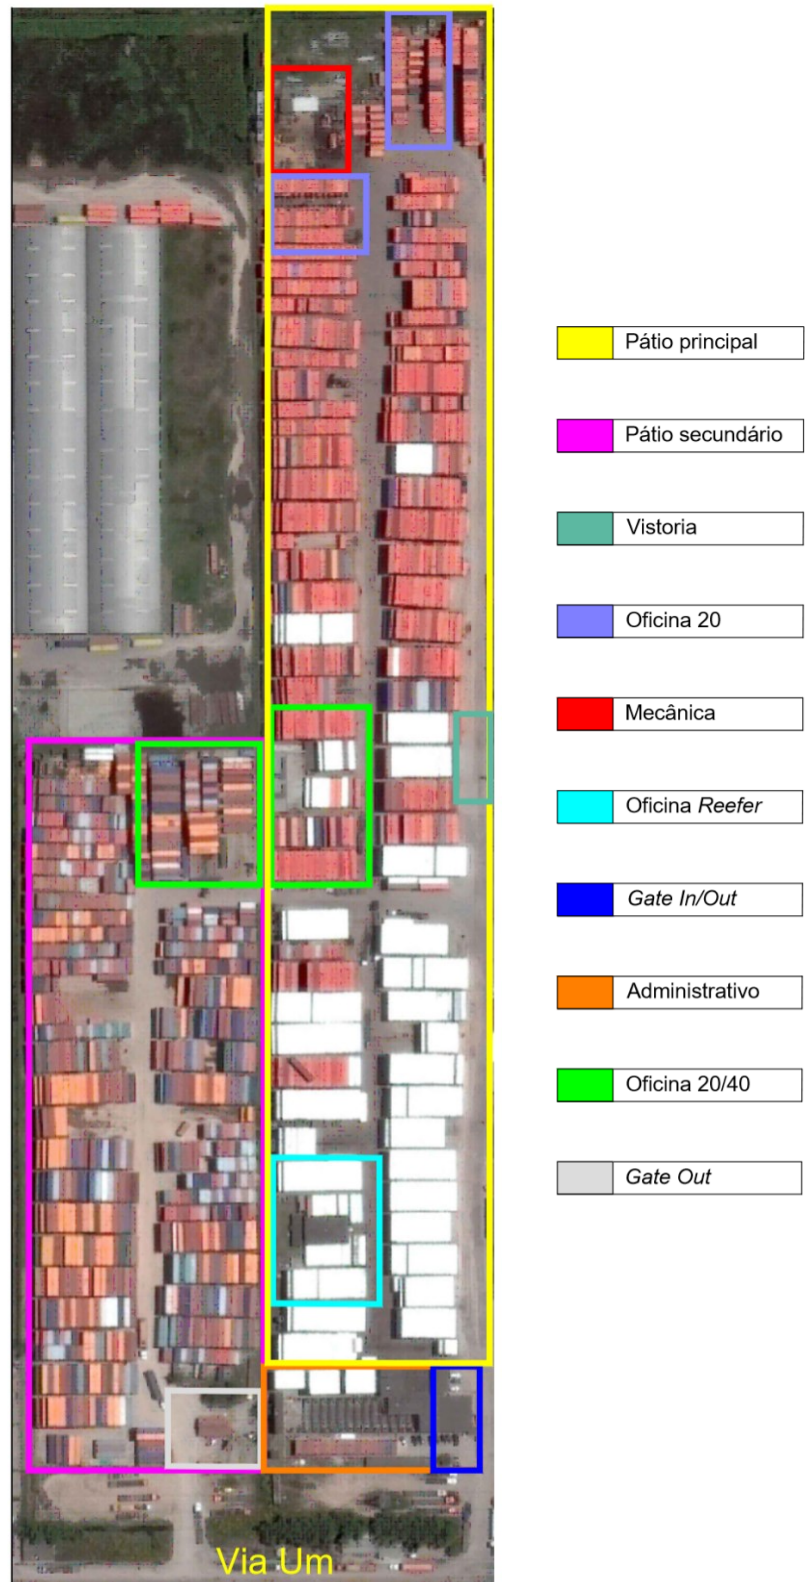 Pátio principal
Pátio secundário
Vistoria
Oficina 20
Mecânica
Oficina Reefer
Gate In/Out
Administrativo
Oficina 20/40
Gate Out
Via Um